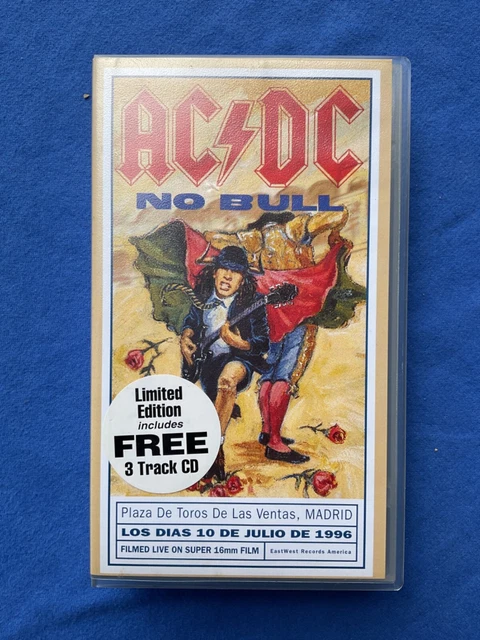 AC DC
NO BULL
Limited
Edition
includes
FREE
3 Track CD
Plaza De Toros De Las Ventas, MADRID
LOS DIAS 10 DE JULIO DE 1996
FILMED LIVE ON SUPER 16mm FILM
EastWest Records America